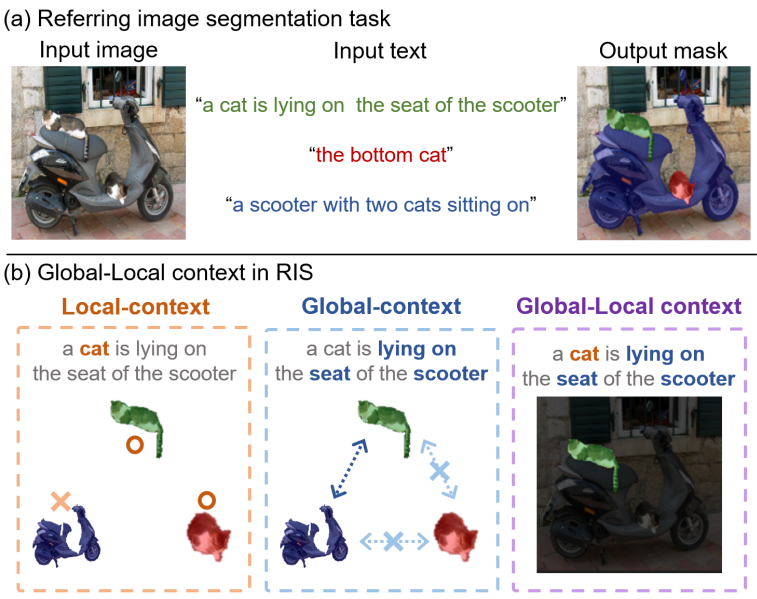 (a) Referring image segmentation task
Input image
Input text
Output mask
“a cat is lying on the seat of the scooter”
“the bottom cat”
“a scooter with two cats sitting on”
(b) Global-Local context in RIS
Local-context
a cat is lying on
the seat of the scooter
Global-context
a cat is lying on
the seat of the scooter
Global-Local context
a cat is lying on
the seat of the scooter